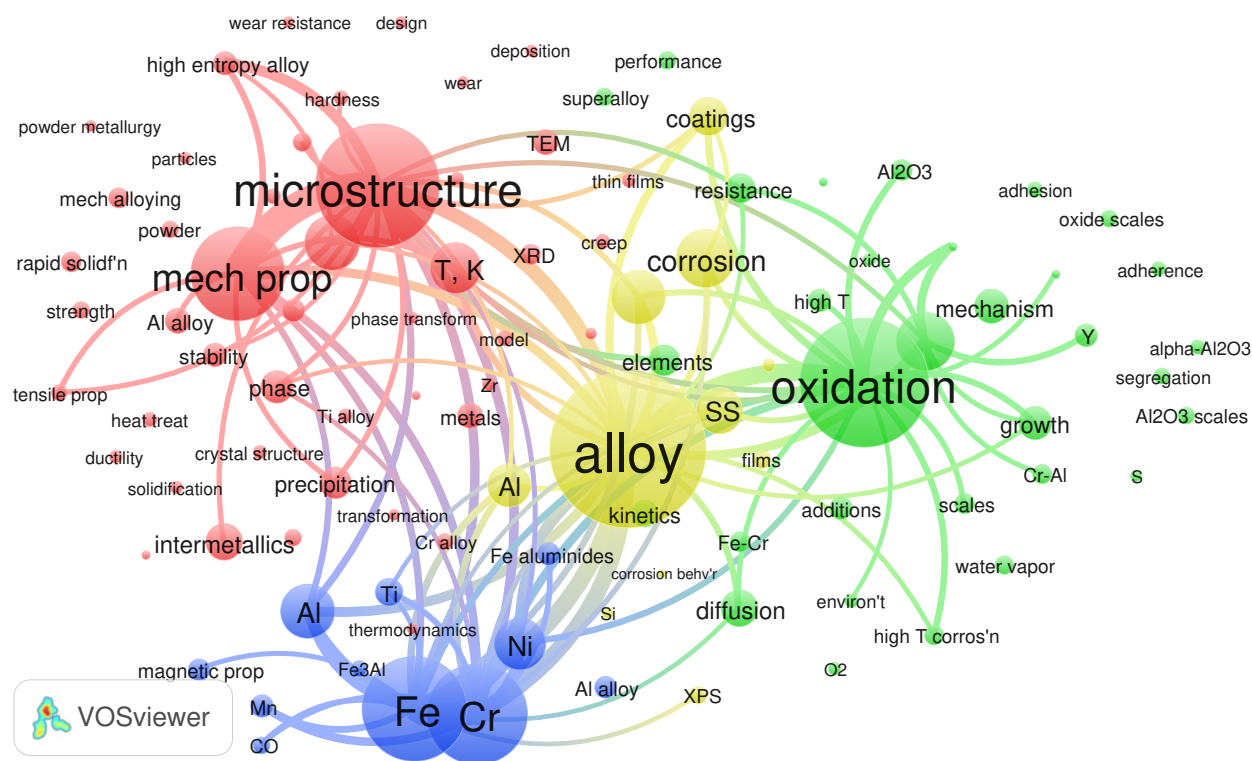 wear resistance
design
deposition
performance
high entropy alloy
wear
hardness
superalloy
coatings
powder metallurgy
TEM
particles
Al2O3
thin films
microstructure
resistance
adhesion
mech alloying
oxide scales
powder
creep
XRD
corrosion
oxide
rapid solidf'n
T, K
adherence
mech prop
high T
mechanism
strength
Al alloy
phase transform
model
Y
alpha-Al2O3
stability
elements
segregation
oxidation
tensile prop
phase
Zr
SS
heat treat
Ti alloy
metals
Al2O3 scales
growth
alloy
ductility
crystal structure
films
Cr-Al
S
precipitation
Al
solidification
scales
additions
transformation
kinetics
intermetallics
Cr alloy
Fe-Cr
Fe aluminides
water vapor
corrosion behv'r
Ti
environ't
Al
Si
diffusion
thermodynamics
high T corros'n
Ni
magnetic prop
Fe3Al
O2
Al alloy
XPS
Mn
Fe
Cr
VOSviewer
CO